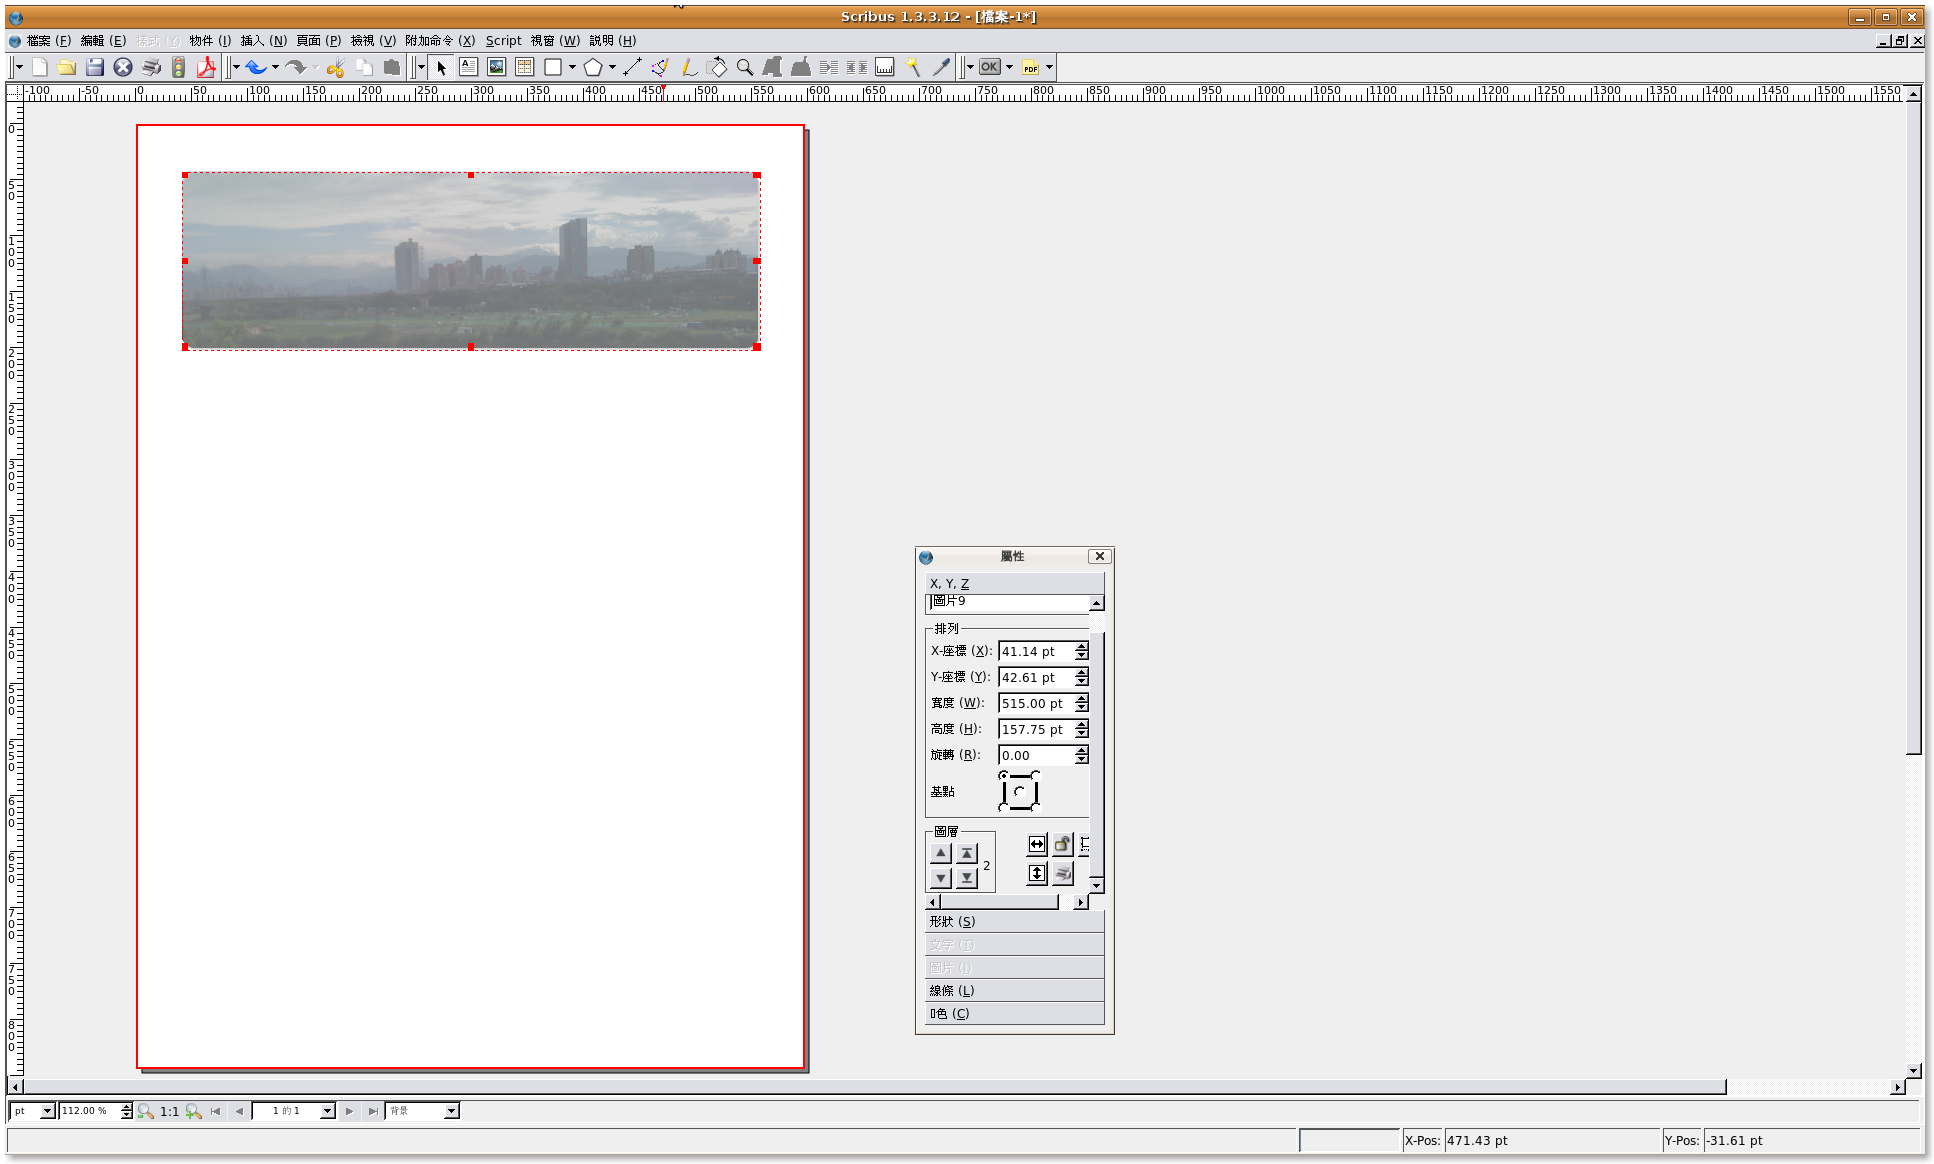 Scribus 1.3.3.12 - [檔案-1*]
檔案 (F) 編輯 (E) 樣式 (Y) 物件 (I) 插入 (N) 頁面 (P) 檢視 (V) 附加命令 (X) Script 視窗 (W) 説明 (H)
OK PDF
-100 -50 0 50 100 150 200 250 300 350 400 450 500 550 600 650 700 750 800 850 900 950 1000 1050 1100 1150 1200 1250 1300 1350 1400 1450 1500 1550
0
50
100
150
200
250
300
350
400
450
500
550
600
650
700
750
800
屬性
X, Y, Z
圖片9
排列
X-座標 (X): 41.14 pt
Y-座標 (Y): 42.61 pt
寬度 (W): 515.00 pt
高度 (H): 157.75 pt
旋轉 (R): 0.00
基點
圖層
2
形狀 (S)
文字 (T)
圖片 (I)
線條 (L)
色 (C)
pt 112.00 % 1:1 1 的 1 背景
X-Pos: 471.43 pt Y-Pos: -31.61 pt